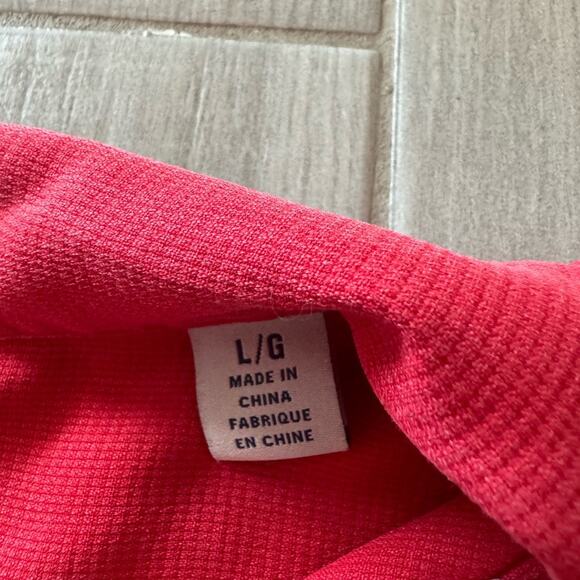 L/G
MADE IN
CHINA
FABRIQUE
EN CHINE